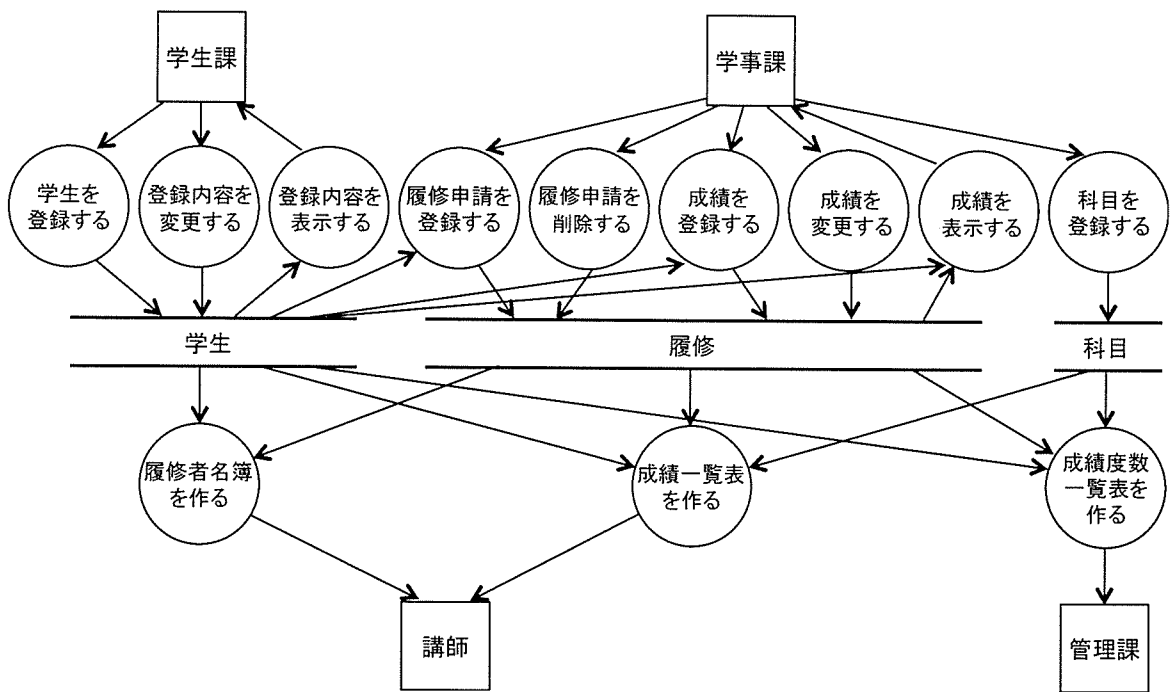 学生課
学事課
学生を
登録する
登録内容を
変更する
登録内容を
表示する
履修申請を
登録する
履修申請を
削除する
成績を
登録する
成績を
変更する
成績を
表示する
科目を
登録する
学生
履修
科目
履修者名簿
を作る
成績一覧表
を作る
成績度数
一覧表を
作る
講師
管理課